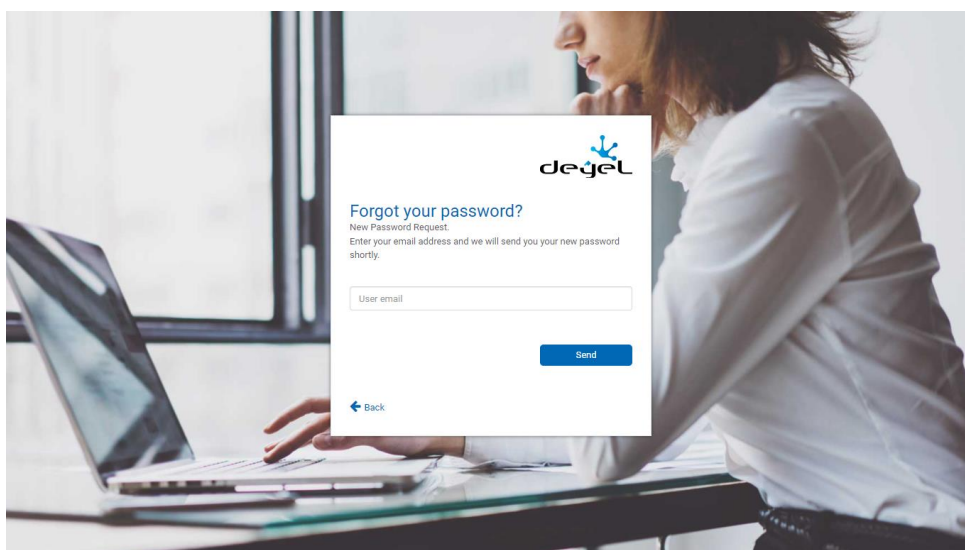 deyel
Forgot your password?
New Password Request.
Enter your email address and we will send you your new password
shortly.
User email
Send
Back